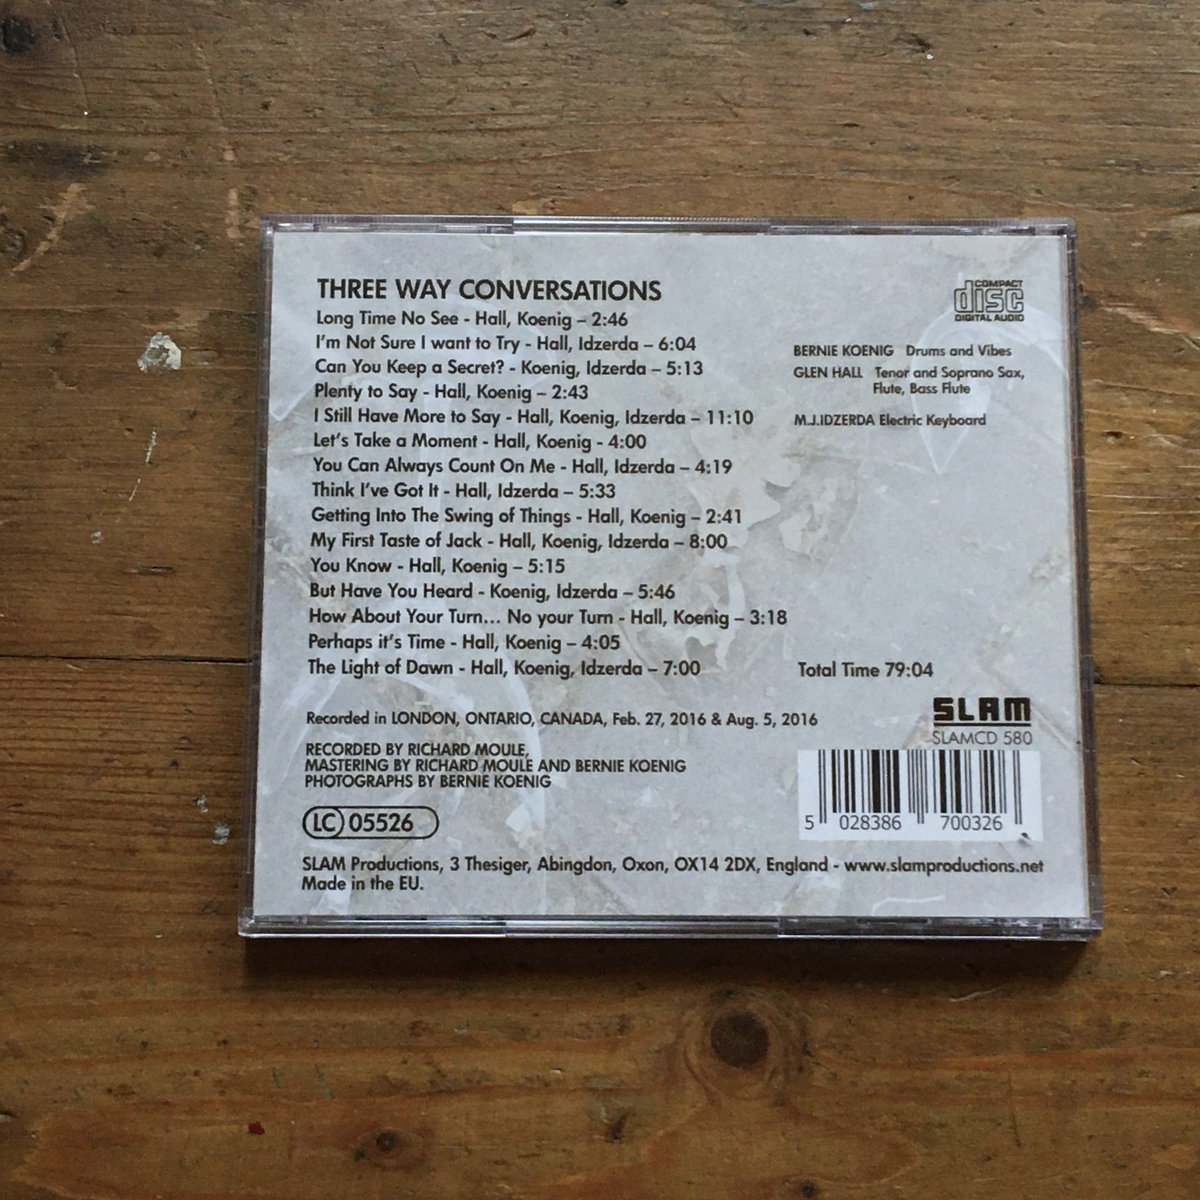 THREE WAY CONVERSATIONS
Long Time No See - Hall, Koenig – 2:46
I'm Not Sure I want to Try - Hall, Idzerda – 6:04
Can You Keep a Secret? - Koenig, Idzerda – 5:13
Plenty to Say - Hall, Koenig – 2:43
I Still Have More to Say - Hall, Koenig, Idzerda – 11:10
Let's Take a Moment - Hall, Koenig - 4:00
You Can Always Count On Me - Hall, Idzerda – 4:19
Think I've Got It - Hall, Idzerda – 5:33
Getting Into The Swing of Things - Hall, Koenig – 2:41
My First Taste of Jack - Hall, Koenig, Idzerda – 8:00
You Know - Hall, Koenig – 5:15
But Have You Heard - Koenig, Idzerda – 5:46
How About Your Turn... No your Turn - Hall, Koenig – 3:18
Perhaps it's Time - Hall, Koenig – 4:05
The Light of Dawn - Hall, Koenig, Idzerda – 7:00
COMPACT
disc
DIGITAL AUDIO
BERNIE KOENIG Drums and Vibes
GLEN HALL Tenor and Soprano Sax,
Flute, Bass Flute
M.J.IDZERDA Electric Keyboard
Total Time 79:04
Recorded in LONDON, ONTARIO, CANADA, Feb. 27, 2016 & Aug. 5, 2016
RECORDED BY RICHARD MOULE,
MASTERING BY RICHARD MOULE AND BERNIE KOENIG
PHOTOGRAPHS BY BERNIE KOENIG
SLAM
SLAMCD 580
5 028386 700326
LC 05526
SLAM Productions, 3 Thesiger, Abingdon, Oxon, OX14 2DX, England - www.slamproductions.net
Made in the EU.